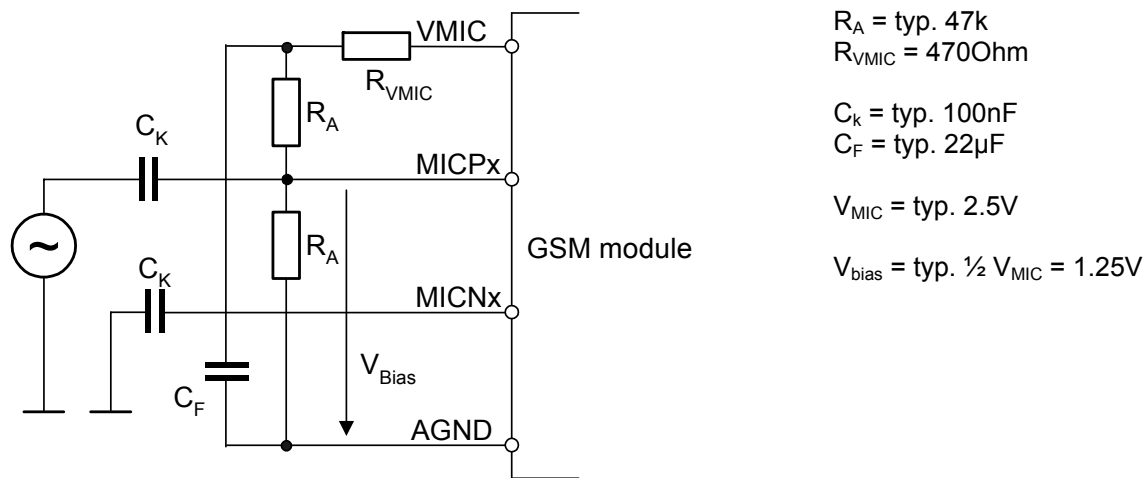 VMIC
R_VMIC
R_A
C_K
MICPx
R_A
GSM module
C_K
MICNx
V_Bias
C_F
AGND
~
R_A = typ. 47k
R_VMIC = 470Ohm
C_k = typ. 100nF
C_F = typ. 22µF
V_MIC = typ. 2.5V
V_bias = typ. ½ V_MIC = 1.25V